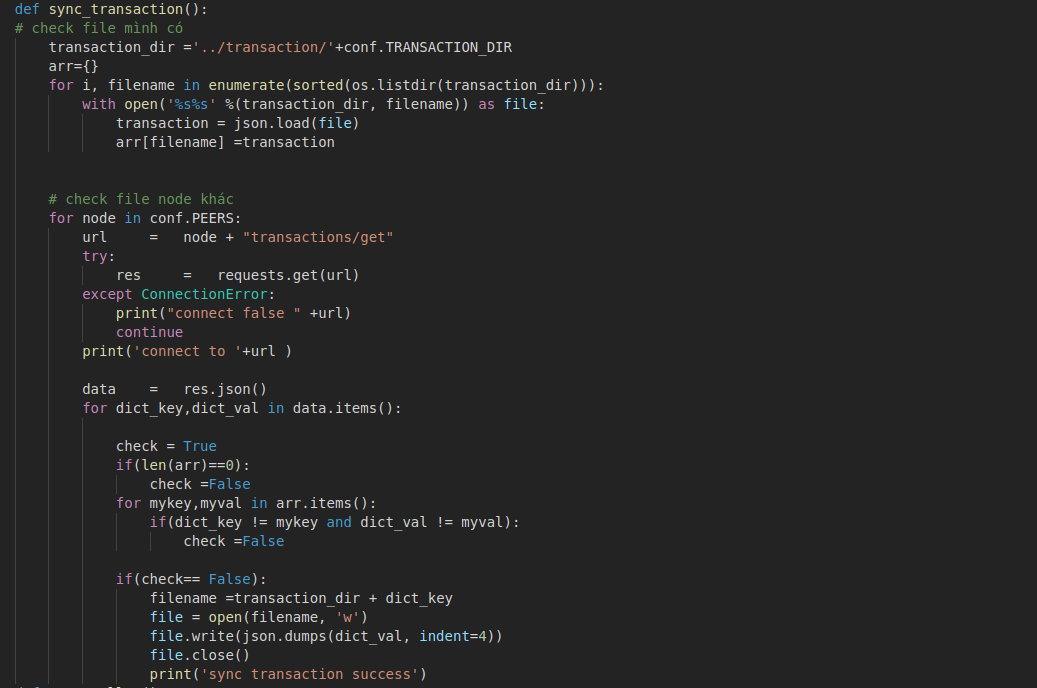 def sync_transaction():
# check file mình có
    transaction_dir ='../transaction/'+conf.TRANSACTION_DIR
    arr={}
    for i, filename in enumerate(sorted(os.listdir(transaction_dir))):
        with open('%s%s' %(transaction_dir, filename)) as file:
            transaction = json.load(file)
            arr[filename] =transaction
    # check file node khác
    for node in conf.PEERS:
        url     =   node + "transactions/get"
        try:
            res     =   requests.get(url)
        except ConnectionError:
            print("connect false " +url)
            continue
        print('connect to '+url )
        data    =   res.json()
        for dict_key,dict_val in data.items():
            check = True
            if(len(arr)==0):
                check =False
            for mykey,myval in arr.items():
                if(dict_key != mykey and dict_val != myval):
                    check =False
            if(check== False):
                filename =transaction_dir + dict_key
                file = open(filename, 'w')
                file.write(json.dumps(dict_val, indent=4))
                file.close()
                print('sync transaction success')